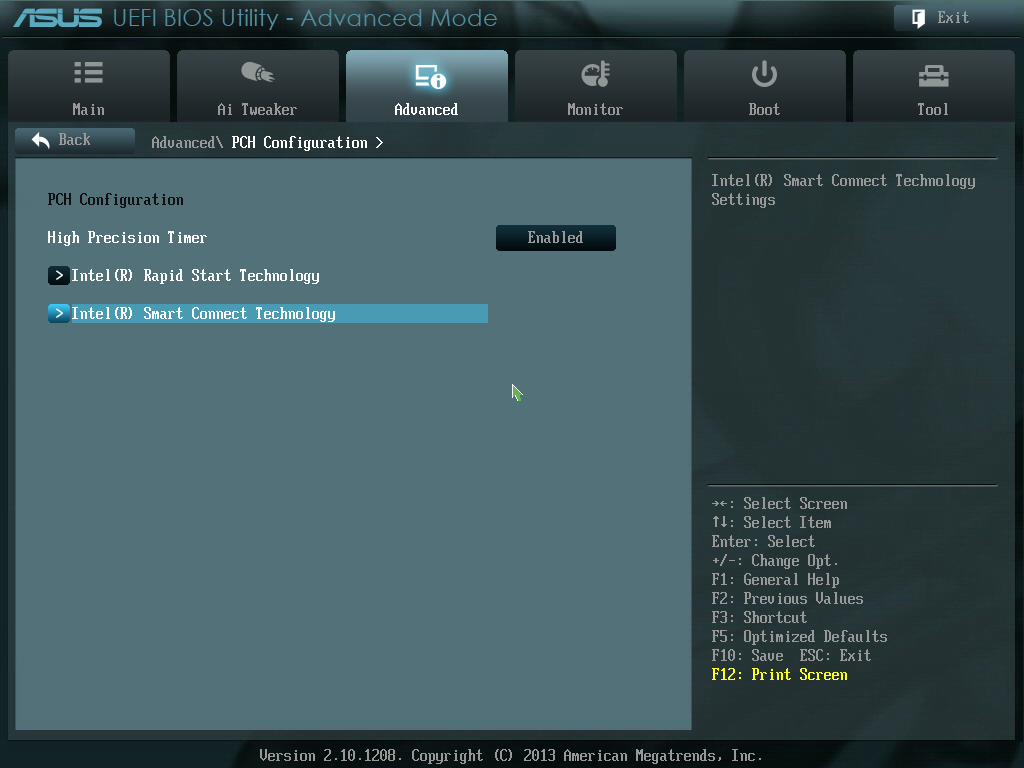 ASUS UEFI BIOS Utility - Advanced Mode
Exit
Main
Ai Tweaker
Advanced
Monitor
Boot
Tool
Back
Advanced\ PCH Configuration >
PCH Configuration
High Precision Timer
Enabled
> Intel(R) Rapid Start Technology
> Intel(R) Smart Connect Technology
Intel(R) Smart Connect Technology
Settings
→←: Select Screen
↑↓: Select Item
Enter: Select
+/-: Change Opt.
F1: General Help
F2: Previous Values
F3: Shortcut
F5: Optimized Defaults
F10: Save ESC: Exit
F12: Print Screen
Version 2.10.1208. Copyright (C) 2013 American Megatrends, Inc.